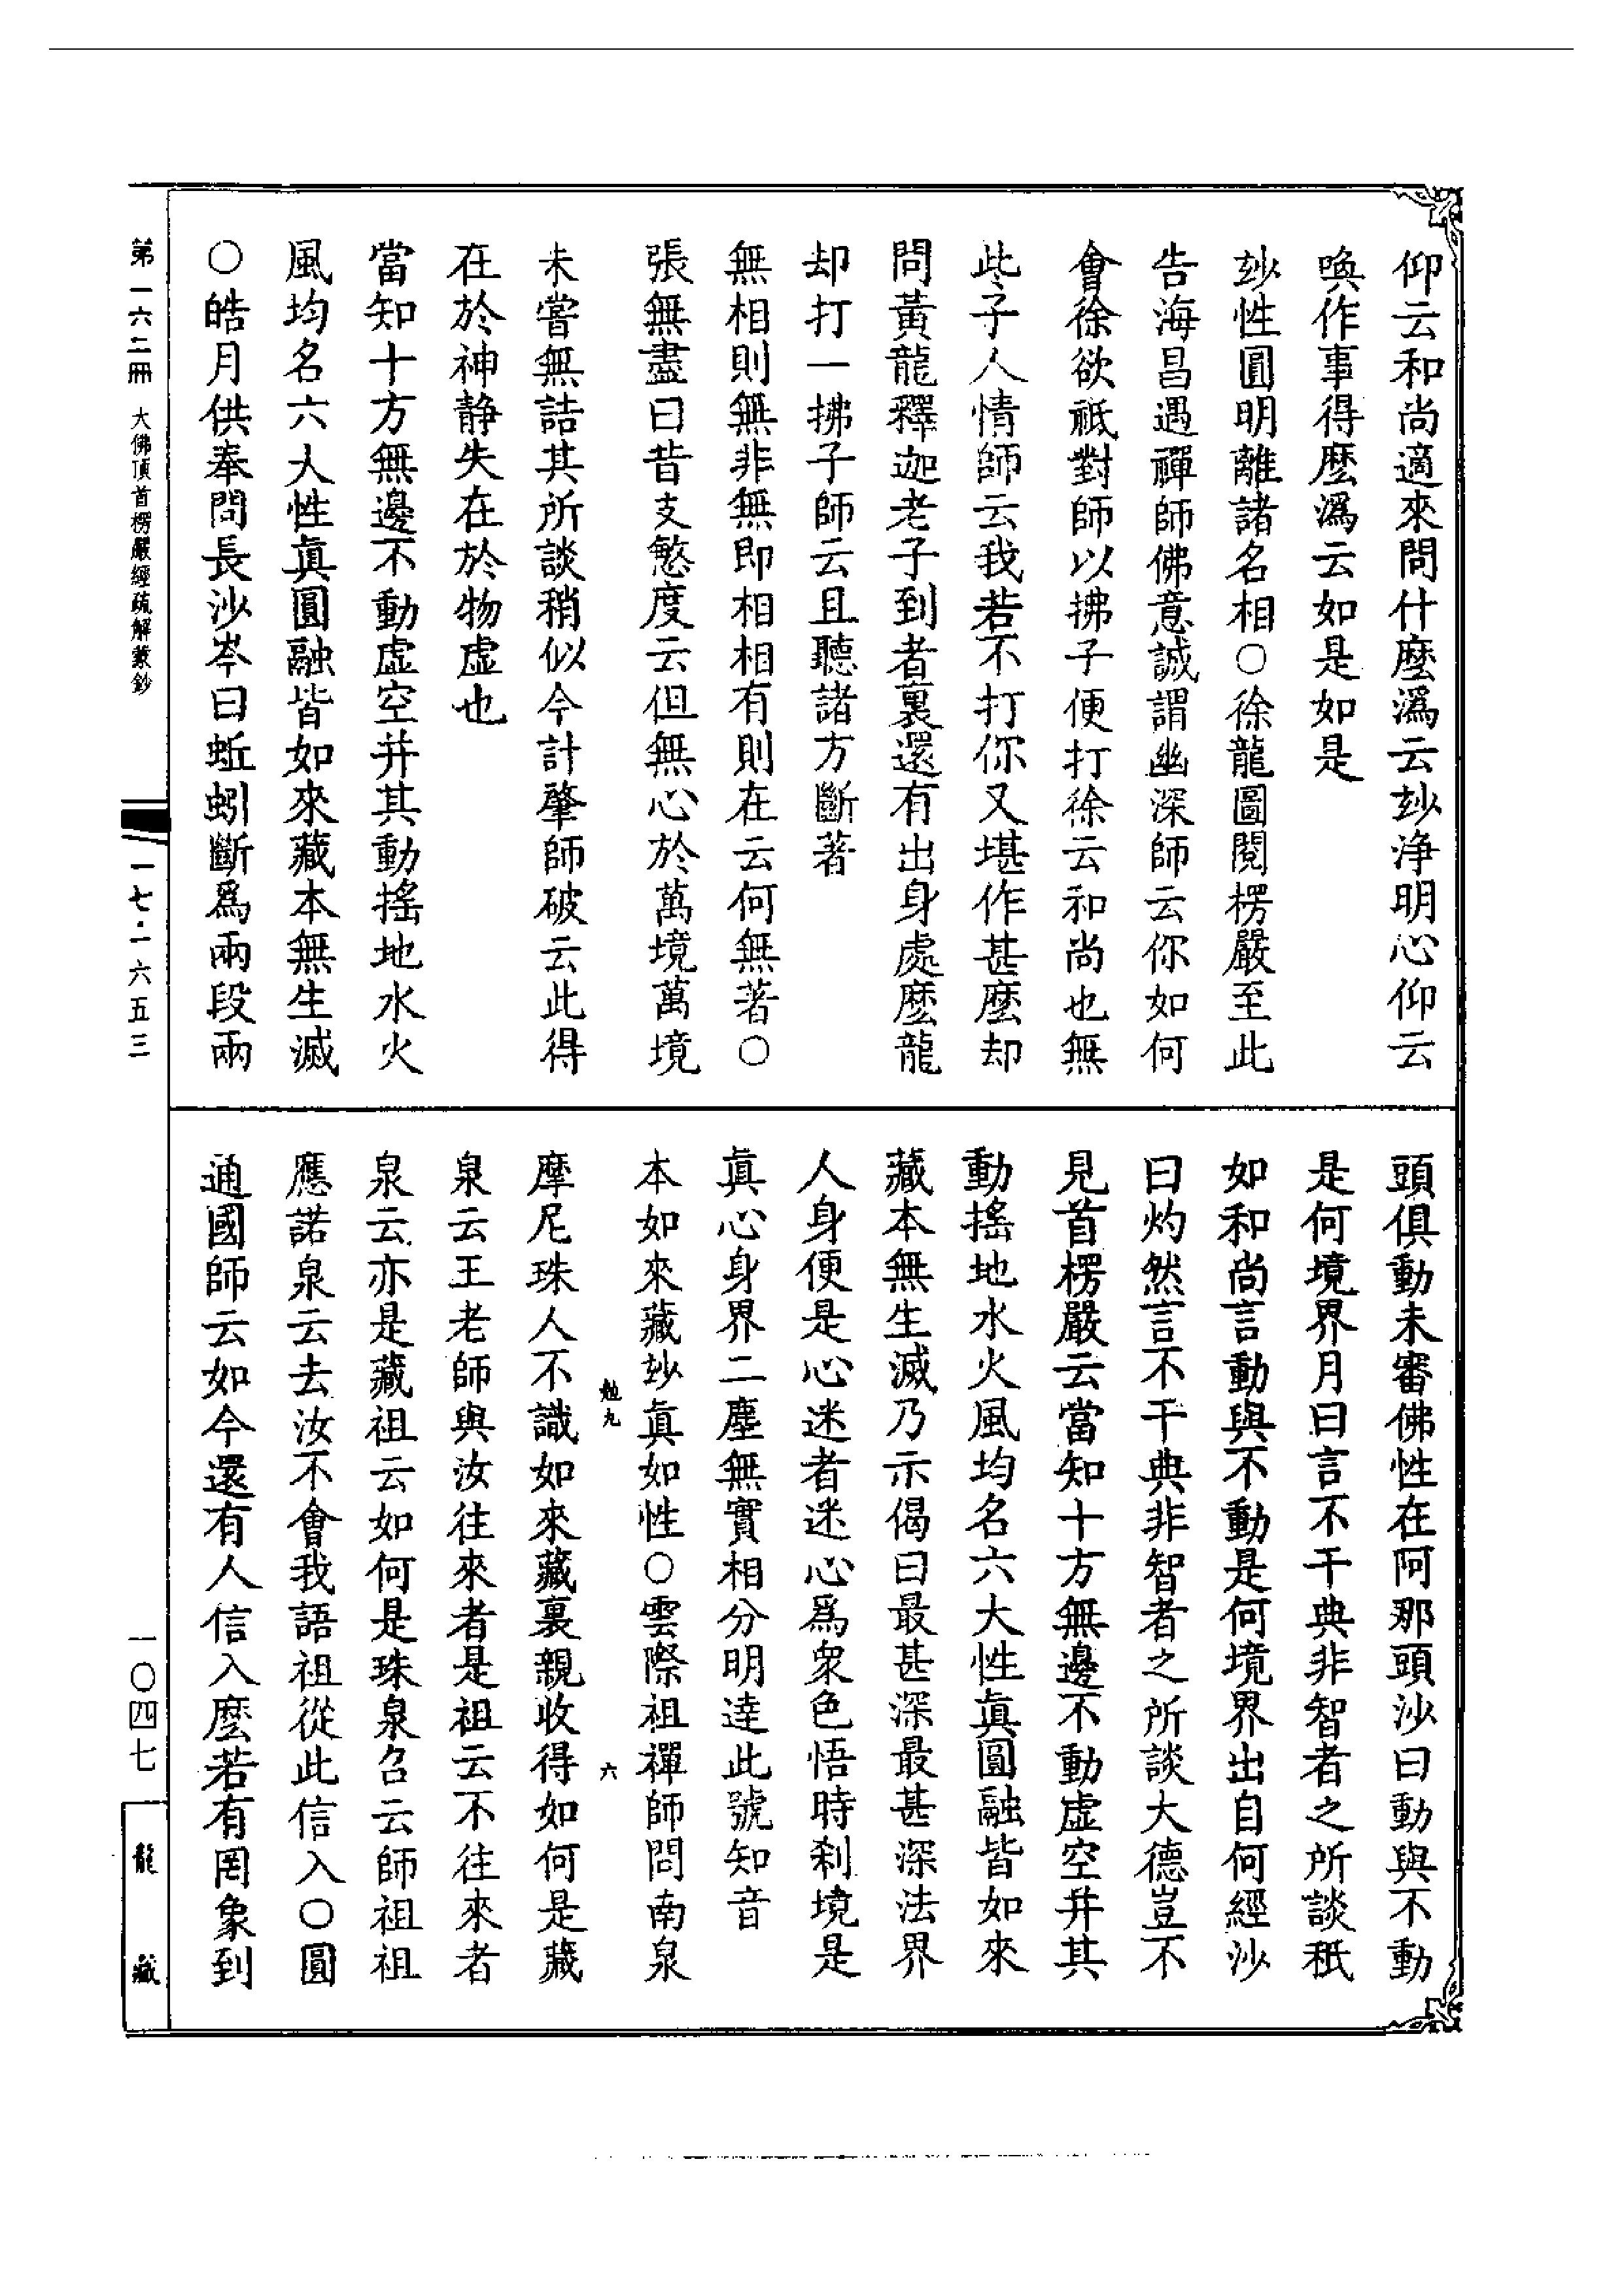 仰云和尚適來問什麽潙云玅浄明心仰云
喚作事得麽潙云如是如是
玅性圓明離諸名相○徐龍圖閱楞嚴至此
告海昌遇禪師佛意誠謂幽深師云你如何
會徐欲祗對師以拂子便打徐云和尚也無
此子人情師云我若不打你又堪作甚麽却
問黃龍釋迦老子到者裏還有出身處麽龍
却打一拂子師云且聽諸方斷著
無相則無非無即相相有則在云何無著○
張無盡曰昔支慜度云但無心於萬境萬境
未嘗無詰其所談稍似今計肇師破云此得
在於神静失在於物虛也
當知十方無邊不動虛空并其動搖地水火
風均名六大性眞圓融皆如來藏本無生滅
○皓月供奉問長沙岑曰蚯蚓斷爲兩段兩
頭俱動未審佛性在阿那頭沙曰動與不動
是何境界月曰言不干典非智者之所談秖
如和尚言動與不動是何境界出自何經沙
曰灼然言不干典非智者之所談大德豈不
見首楞嚴云當知十方無邊不動虛空并其
動搖地水火風均名六大性眞圓融皆如來
藏本無生滅乃示偈曰最甚深最甚深法界
人身便是心迷者迷心爲衆色悟時刹境是
眞心身界二塵無實相分明達此號知音
本如來藏玅眞如性○雲際祖禪師問南泉
摩尼珠人不識如來藏裏親收得如何是藏
泉云王老師與汝往來者是祖云不往來者
泉云亦是藏祖云如何是珠泉召云師祖祖
應諾泉云去汝不會我語祖從此信入○圓
通國師云如今還有人信入麽若有罔象到
九
六
第一六二冊 大佛頂首楞嚴經疏解蒙鈔
一七·一六五三
一〇四七
龍藏